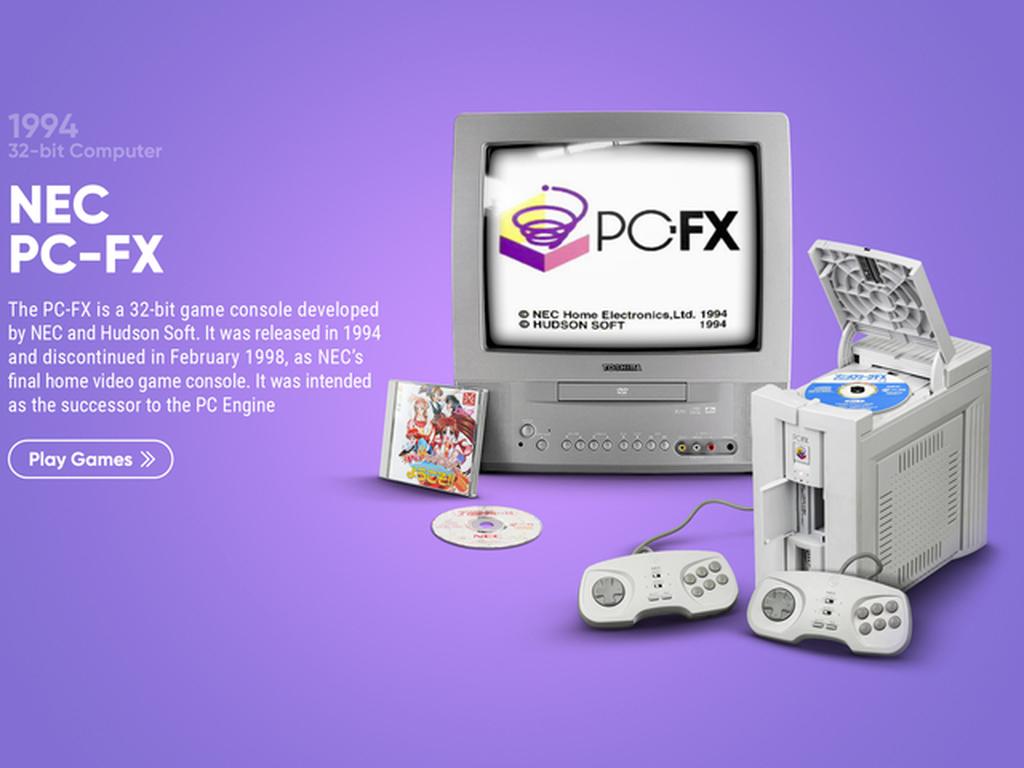 1994
32-bit Computer
NEC
PC-FX
The PC-FX is a 32-bit game console developed
by NEC and Hudson Soft. It was released in 1994
and discontinued in February 1998, as NEC's
final home video game console. It was intended
as the successor to the PC Engine
Play Games
PC-FX
© NEC Home Electronics,Ltd. 1994
© HUDSON SOFT 1994
TOSHIBA
DVD
PC-FX
NEC